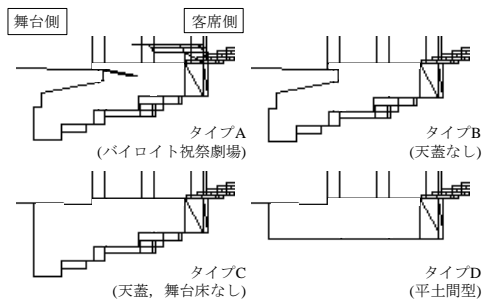 舞台側
客席側
タイプA
(バイロイト祝祭劇場)
タイプB
(天蓋なし)
タイプC
(天蓋，舞台床なし)
タイプD
(平土間型)